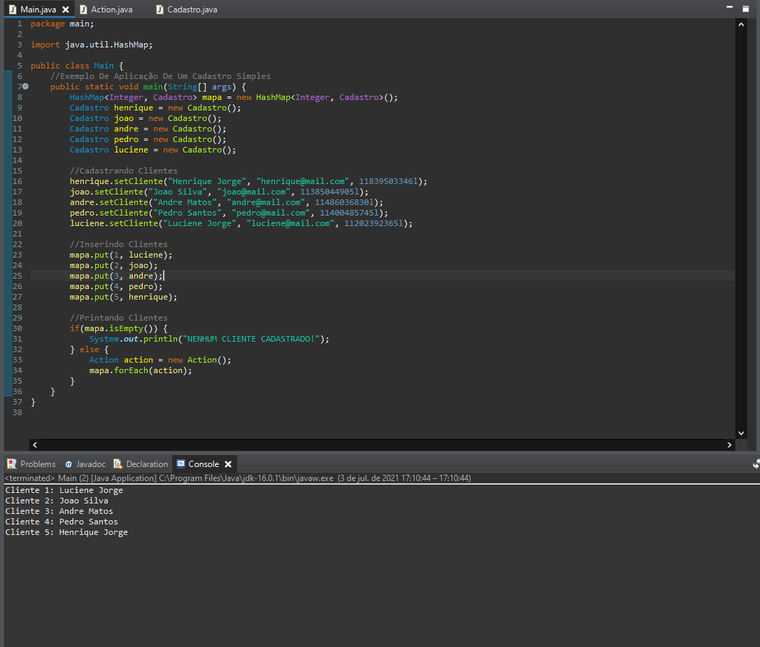 Main.java Action.java Cadastro.java
1 package main;
2
3 import java.util.HashMap;
4
5 public class Main {
6 //Exemplo De Aplicação De Um Cadastro Simples
7 public static void main(String[] args) {
8 HashMap<Integer, Cadastro> mapa = new HashMap<Integer, Cadastro>();
9 Cadastro henrique = new Cadastro();
10 Cadastro joao = new Cadastro();
11 Cadastro andre = new Cadastro();
12 Cadastro pedro = new Cadastro();
13 Cadastro luciene = new Cadastro();
14
15 //Cadastrando Clientes
16 henrique.setCliente("Henrique Jorge", "henrique@mail.com", 11839503346l);
17 joao.setCliente("Joao Silva", "joao@mail.com", 11385044905l);
18 andre.setCliente("Andre Matos", "andre@mail.com", 11486036830l);
19 pedro.setCliente("Pedro Santos", "pedro@mail.com", 11400485745l);
20 luciene.setCliente("Luciene Jorge", "luciene@mail.com", 11202392365l);
21
22 //Inserindo Clientes
23 mapa.put(1, luciene);
24 mapa.put(2, joao);
25 mapa.put(3, andre);
26 mapa.put(4, pedro);
27 mapa.put(5, henrique);
28
29 //Printando Clientes
30 if(mapa.isEmpty()) {
31 System.out.println("NENHUM CLIENTE CADASTRADO!");
32 } else {
33 Action action = new Action();
34 mapa.forEach(action);
35 }
36 }
37 }
38
Problems Javadoc Declaration Console
<terminated> Main (2) [Java Application] C:\Program Files\Java\jdk-16.0.1\bin\javaw.exe (3 de jul. de 2021 17:10:44 – 17:10:44)
Cliente 1: Luciene Jorge
Cliente 2: Joao Silva
Cliente 3: Andre Matos
Cliente 4: Pedro Santos
Cliente 5: Henrique Jorge